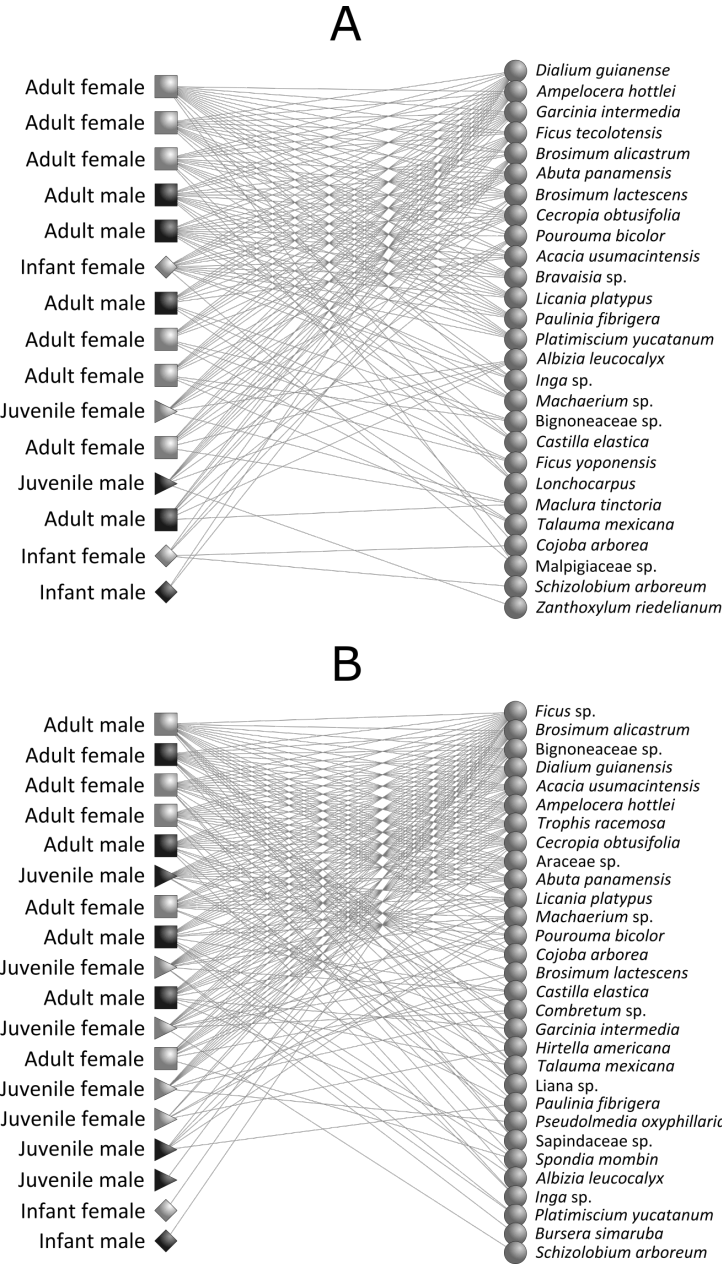 A
Adult female
Adult female
Adult female
Adult male
Adult male
Infant female
Adult male
Adult female
Adult female
Juvenile female
Adult female
Juvenile male
Adult male
Infant female
Infant male
Dialium guianense
Ampelocera hottlei
Garcinia intermedia
Ficus tecolotensis
Brosimum alicastrum
Abuta panamensis
Brosimum lactescens
Cecropia obtusifolia
Pourouma bicolor
Acacia usumacintensis
Bravaisia sp.
Licania platypus
Paulinia fibrigera
Platimiscium yucatanum
Albizia leucocalyx
Inga sp.
Machaerium sp.
Bignoneaceae sp.
Castilla elastica
Ficus yoponensis
Lonchocarpus
Maclura tinctoria
Talauma mexicana
Cojoba arborea
Malpigiaceae sp.
Schizolobium arboreum
Zanthoxylum riedelianum
B
Adult male
Adult female
Adult female
Adult female
Adult male
Juvenile male
Adult female
Adult male
Juvenile female
Adult male
Juvenile female
Adult female
Juvenile female
Juvenile female
Juvenile male
Juvenile male
Infant female
Infant male
Ficus sp.
Brosimum alicastrum
Bignoneaceae sp.
Dialium guianensis
Acacia usumacintensis
Ampelocera hottlei
Trophis racemosa
Cecropia obtusifolia
Araceae sp.
Abuta panamensis
Licania platypus
Machaerium sp.
Pourouma bicolor
Cojoba arborea
Brosimum lactescens
Castilla elastica
Combretum sp.
Garcinia intermedia
Hirtella americana
Talauma mexicana
Liana sp.
Paulinia fibrigera
Pseudolmedia oxyphillaria
Sapindaceae sp.
Spondia mombin
Albizia leucocalyx
Inga sp.
Platimiscium yucatanum
Bursera simaruba
Schizolobium arboreum